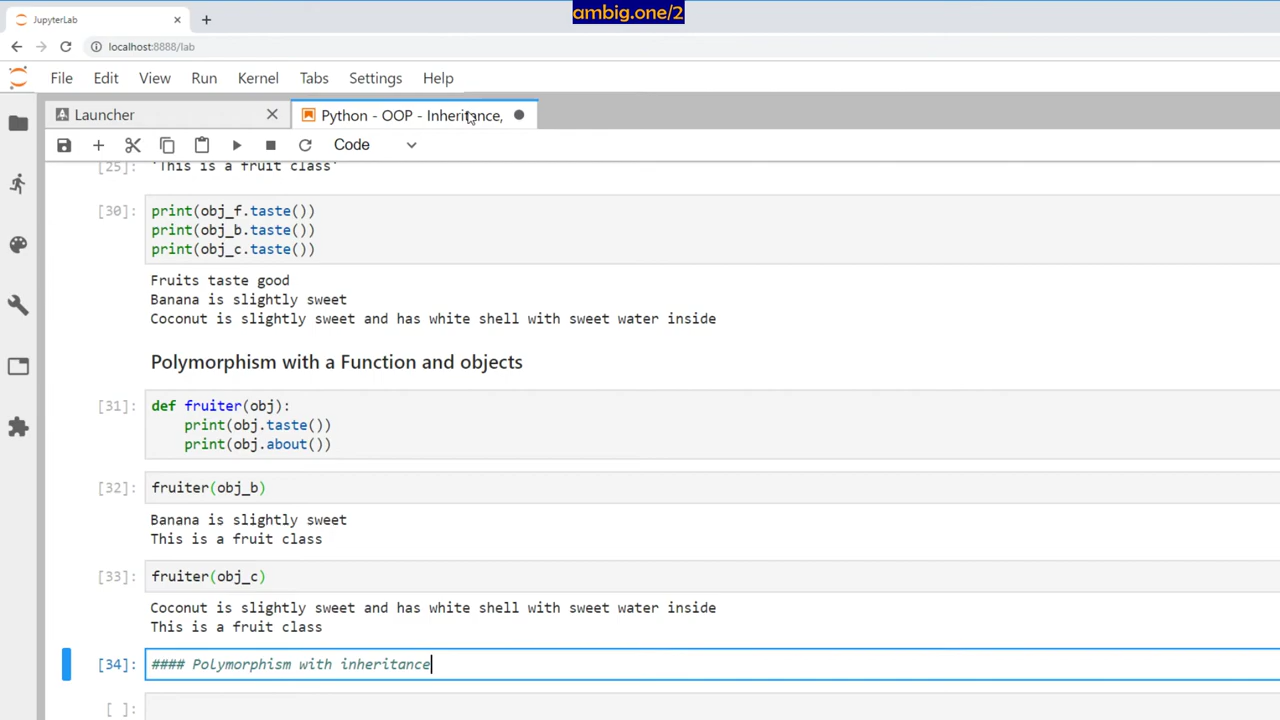 ambig.one/2
JupyterLab
localhost:8888/lab
File Edit View Run Kernel Tabs Settings Help
Launcher Python - OOP - Inheritance,
Code
[25]: 'This is a fruit class'
[30]: print(obj_f.taste())
print(obj_b.taste())
print(obj_c.taste())
Fruits taste good
Banana is slightly sweet
Coconut is slightly sweet and has white shell with sweet water inside
Polymorphism with a Function and objects
[31]: def fruiter(obj):
print(obj.taste())
print(obj.about())
[32]: fruiter(obj_b)
Banana is slightly sweet
This is a fruit class
[33]: fruiter(obj_c)
Coconut is slightly sweet and has white shell with sweet water inside
This is a fruit class
[34]: #### Polymorphism with inheritance
[ ]: